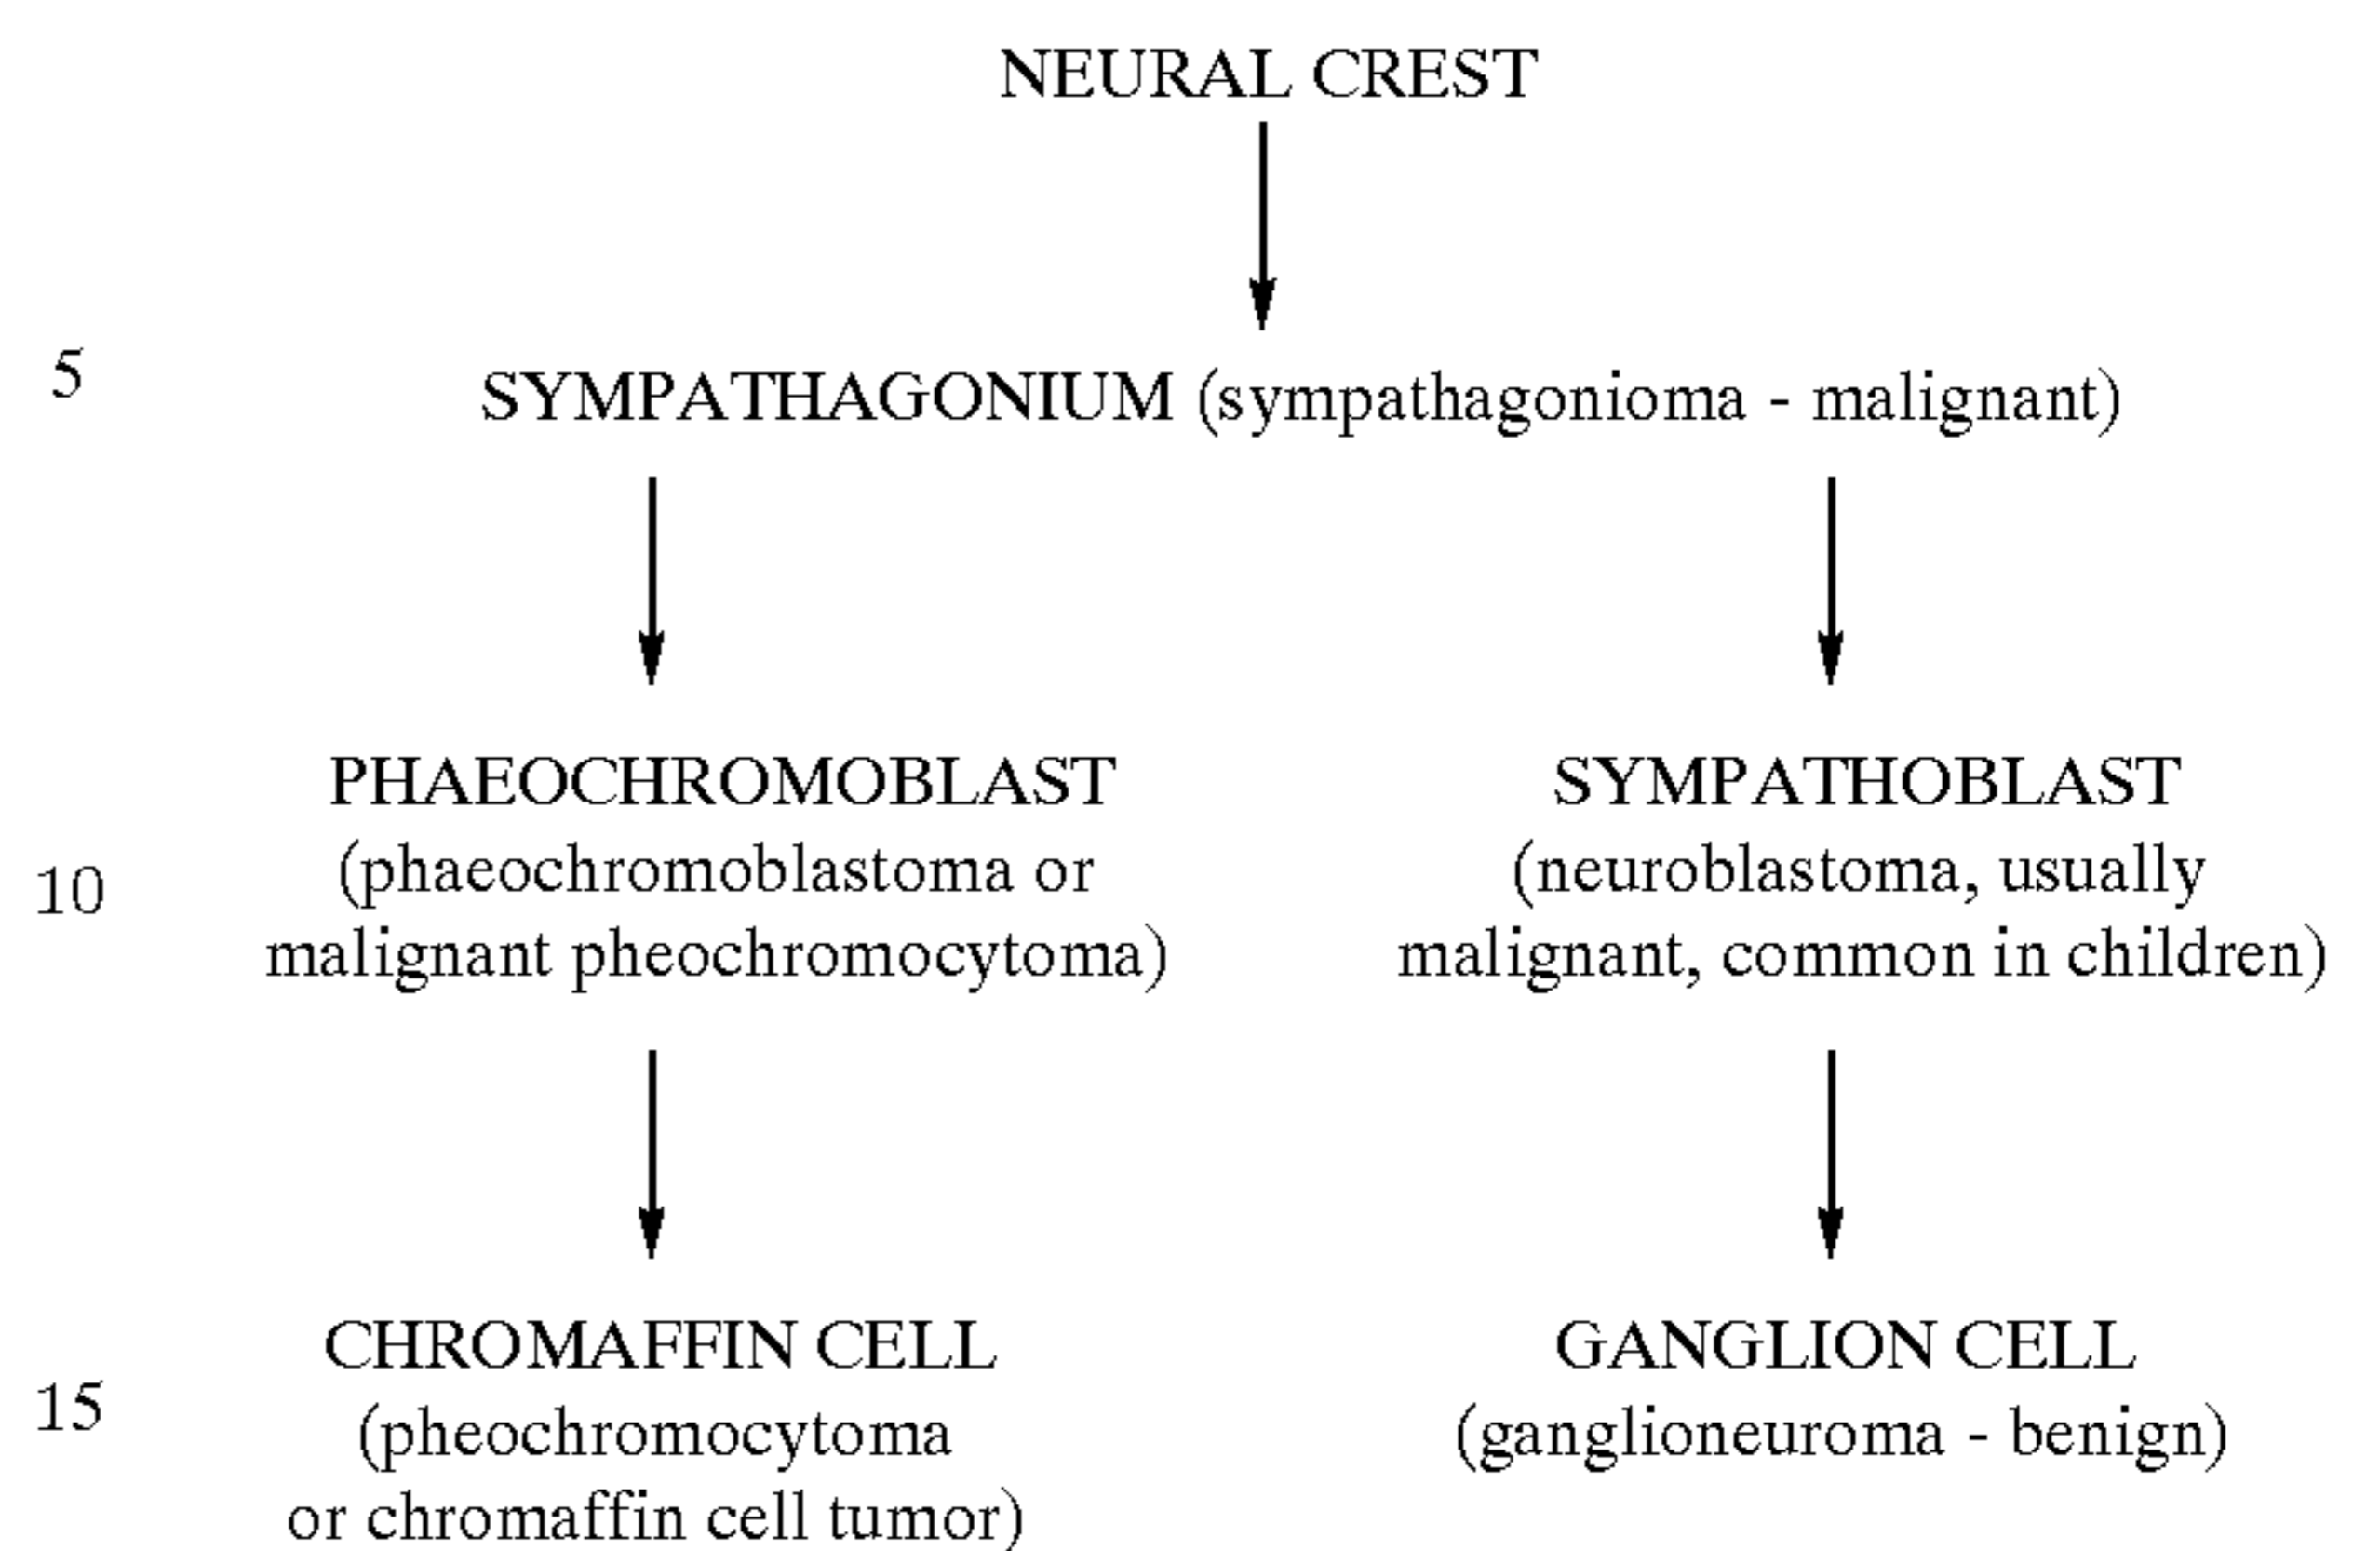 NEURAL CREST
5
SYMPATHAGONIUM (sympathagonioma - malignant)
PHAEOCHROMOBLAST
(phaeochromoblastoma or
malignant pheochromocytoma)
SYMPATHOBLAST
(neuroblastoma, usually
malignant, common in children)
10
CHROMAFFIN CELL
(pheochromocytoma
or chromaffin cell tumor)
GANGLION CELL
(ganglioneuroma - benign)
15